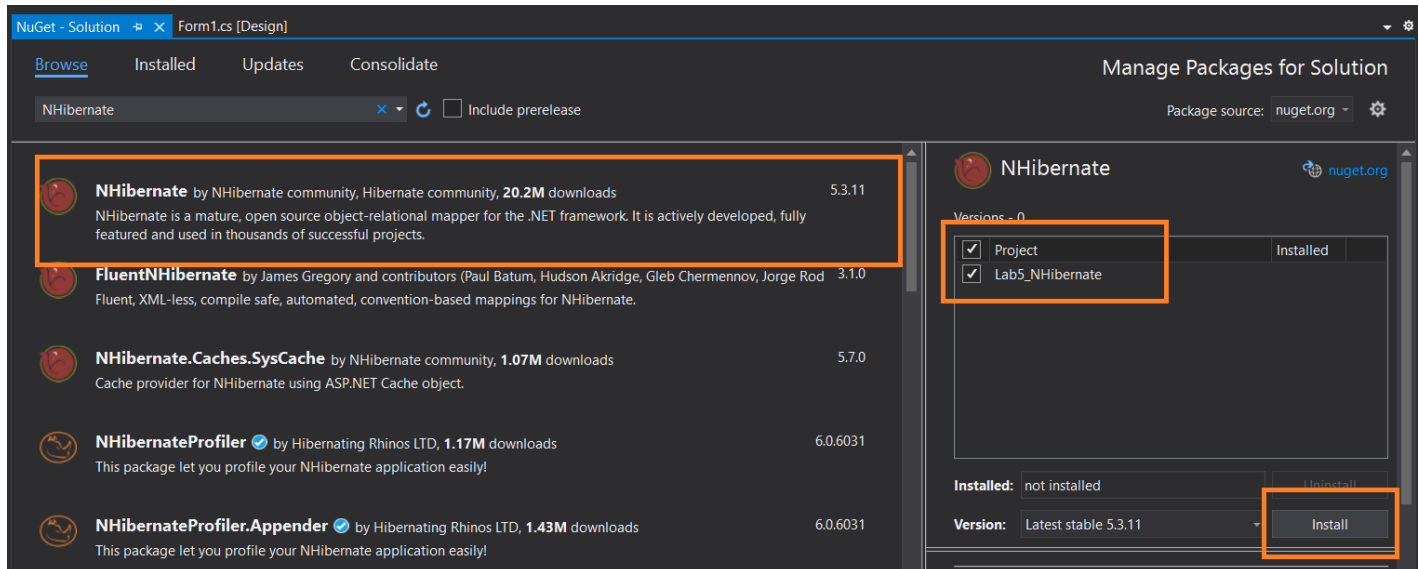 NuGet - Solution
Form1.cs [Design]
Browse Installed Updates Consolidate
Manage Packages for Solution
NHibernate
Include prerelease
Package source: nuget.org
NHibernate by NHibernate community, Hibernate community, 20.2M downloads 5.3.11
NHibernate is a mature, open source object-relational mapper for the .NET framework. It is actively developed, fully
featured and used in thousands of successful projects.
FluentNHibernate by James Gregory and contributors (Paul Batum, Hudson Akridge, Gleb Chermennov, Jorge Rod 3.1.0
Fluent, XML-less, compile safe, automated, convention-based mappings for NHibernate.
NHibernate.Caches.SysCache by NHibernate community, 1.07M downloads 5.7.0
Cache provider for NHibernate using ASP.NET Cache object.
NHibernateProfiler by Hibernating Rhinos LTD, 1.17M downloads 6.0.6031
This package let you profile your NHibernate application easily!
NHibernateProfiler.Appender by Hibernating Rhinos LTD, 1.43M downloads 6.0.6031
This package let you profile your NHibernate application easily!
NHibernate
nuget.org
Versions - 0
Project Installed
Lab5_NHibernate
Installed: not installed Uninstall
Version: Latest stable 5.3.11 Install